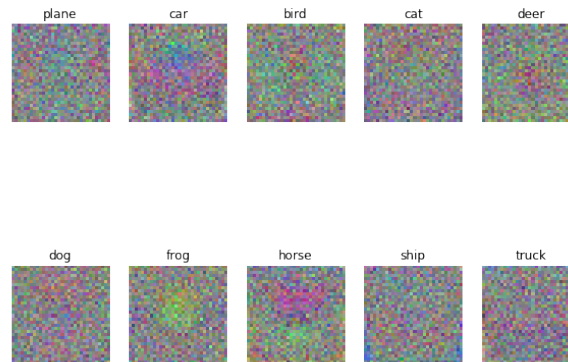 plane car bird cat deer
dog frog horse ship truck